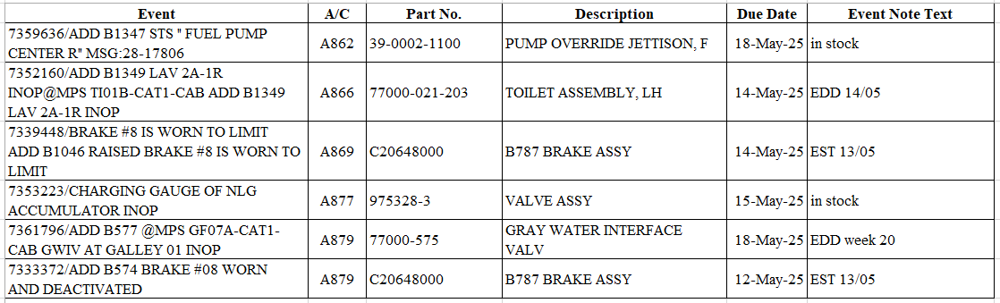 Event A/C Part No. Description Due Date Event Note Text
7359636/ADD B1347 STS " FUEL PUMP
CENTER R" MSG:28-17806
A862 39-0002-1100 PUMP OVERRIDE JETTISON, F 18-May-25 in stock
7352160/ADD B1349 LAV 2A-1R
INOP@MPS TI01B-CAT1-CAB ADD B1349
LAV 2A-1R INOP
A866 77000-021-203 TOILET ASSEMBLY, LH 14-May-25 EDD 14/05
7339448/BRAKE #8 IS WORN TO LIMIT
ADD B1046 RAISED BRAKE #8 IS WORN TO
LIMIT
A869 C20648000 B787 BRAKE ASSY 14-May-25 EST 13/05
7353223/CHARGING GAUGE OF NLG
ACCUMULATOR INOP
A877 975328-3 VALVE ASSY 15-May-25 in stock
7361796/ADD B577 @MPS GF07A-CAT1-
CAB GWIV AT GALLEY 01 INOP
A879 77000-575 GRAY WATER INTERFACE
VALV
18-May-25 EDD week 20
7333372/ADD B574 BRAKE #08 WORN
AND DEACTIVATED
A879 C20648000 B787 BRAKE ASSY 12-May-25 EST 13/05